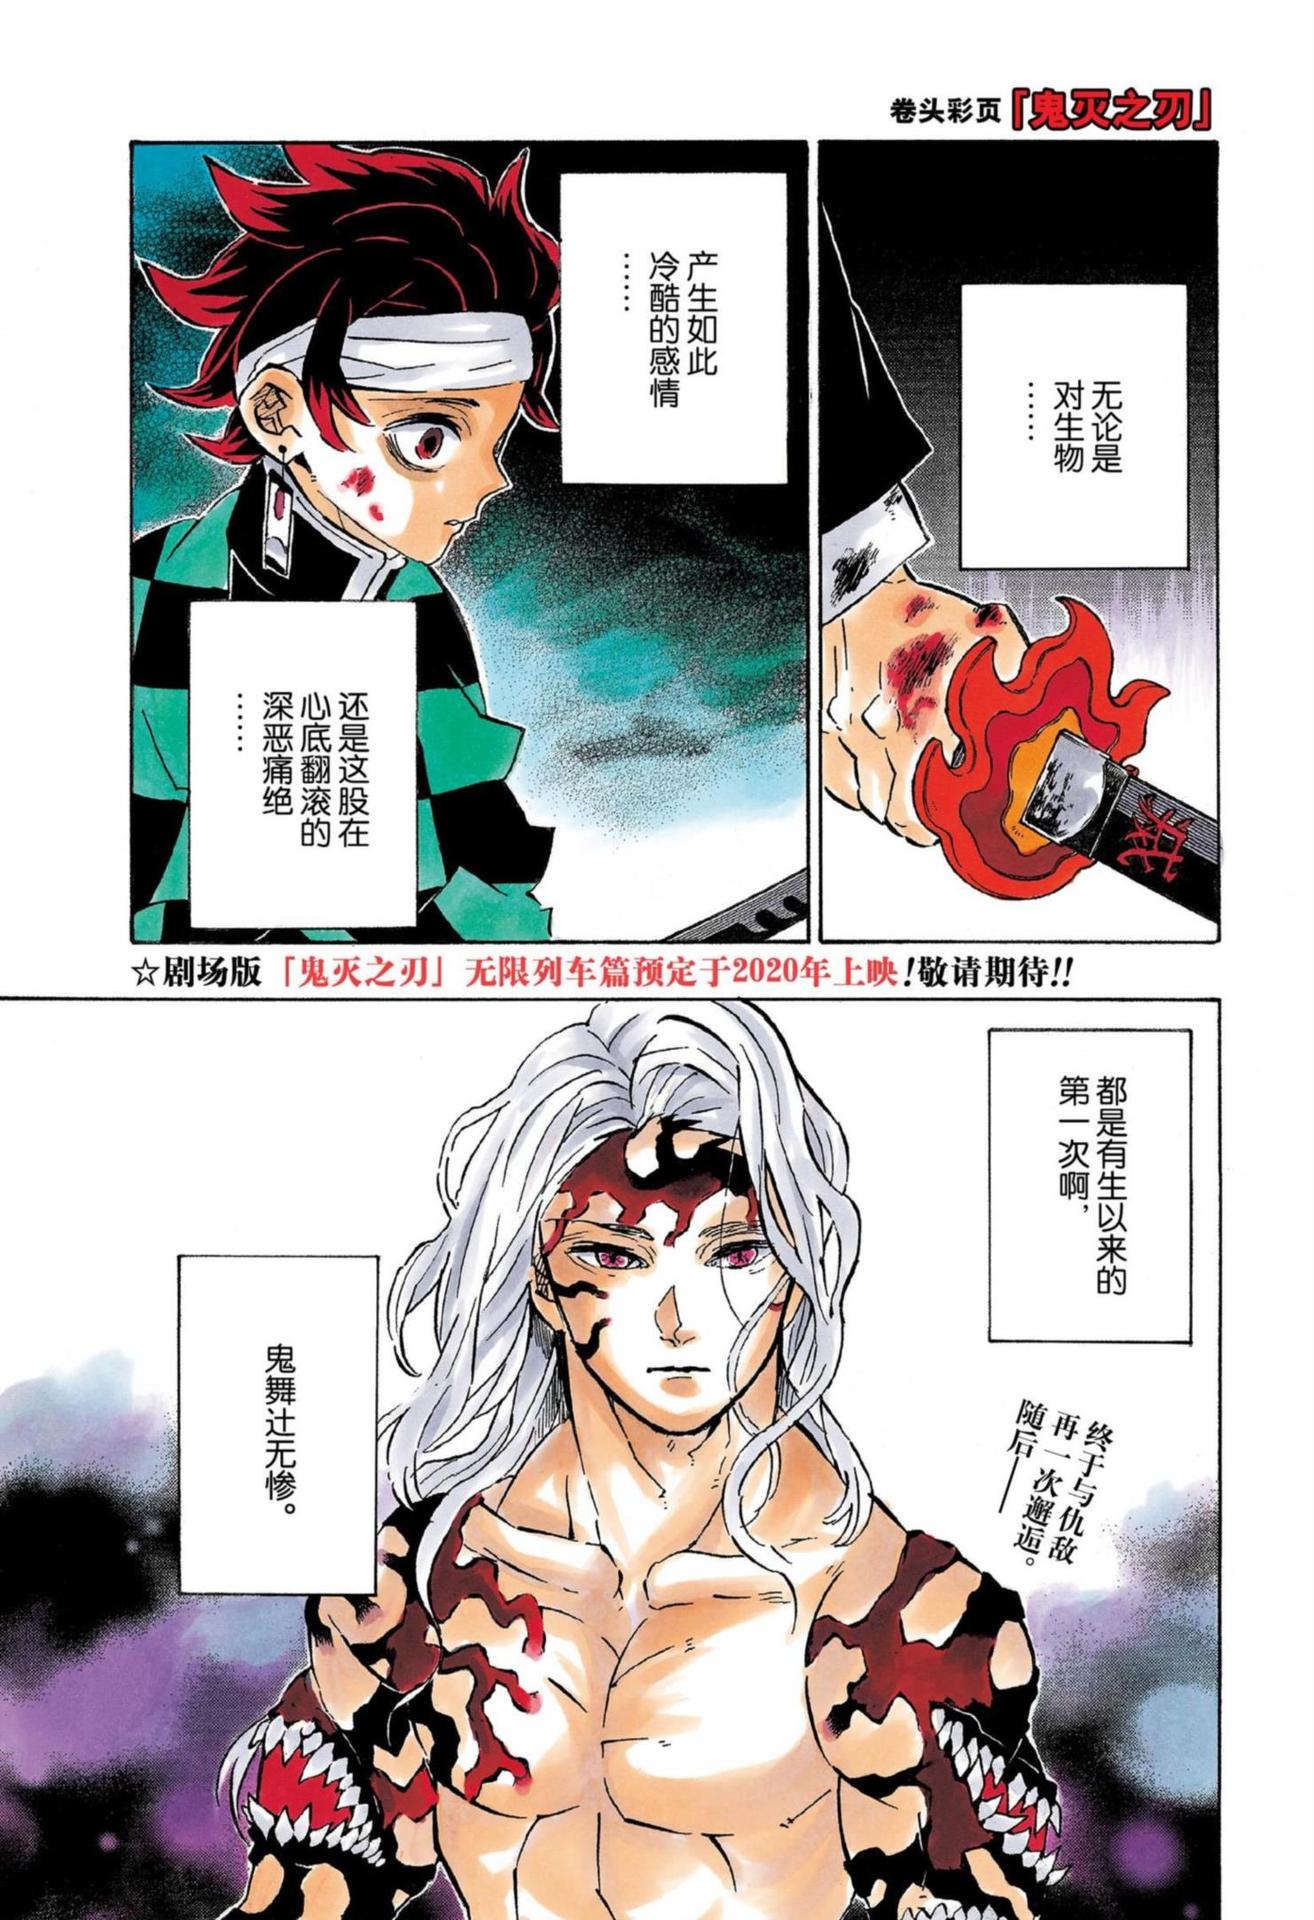 卷头彩页「鬼灭之刃」
无论是
对生物
……
产生如此
冷酷的感情
……
还是这股在
心底翻滚的
深恶痛绝
……
☆剧场版「鬼灭之刃」无限列车篇预定于2020年上映!敬请期待!!
都是有生以来的
第一次啊,
鬼舞辻无惨。
终于与仇敌
再一次邂逅。
随后——